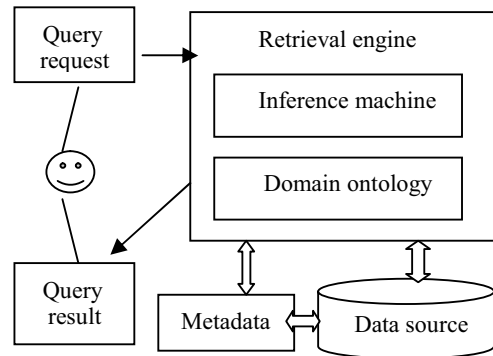 Query
request
Retrieval engine
Inference machine
Domain ontology
Query
result
Metadata
Data source